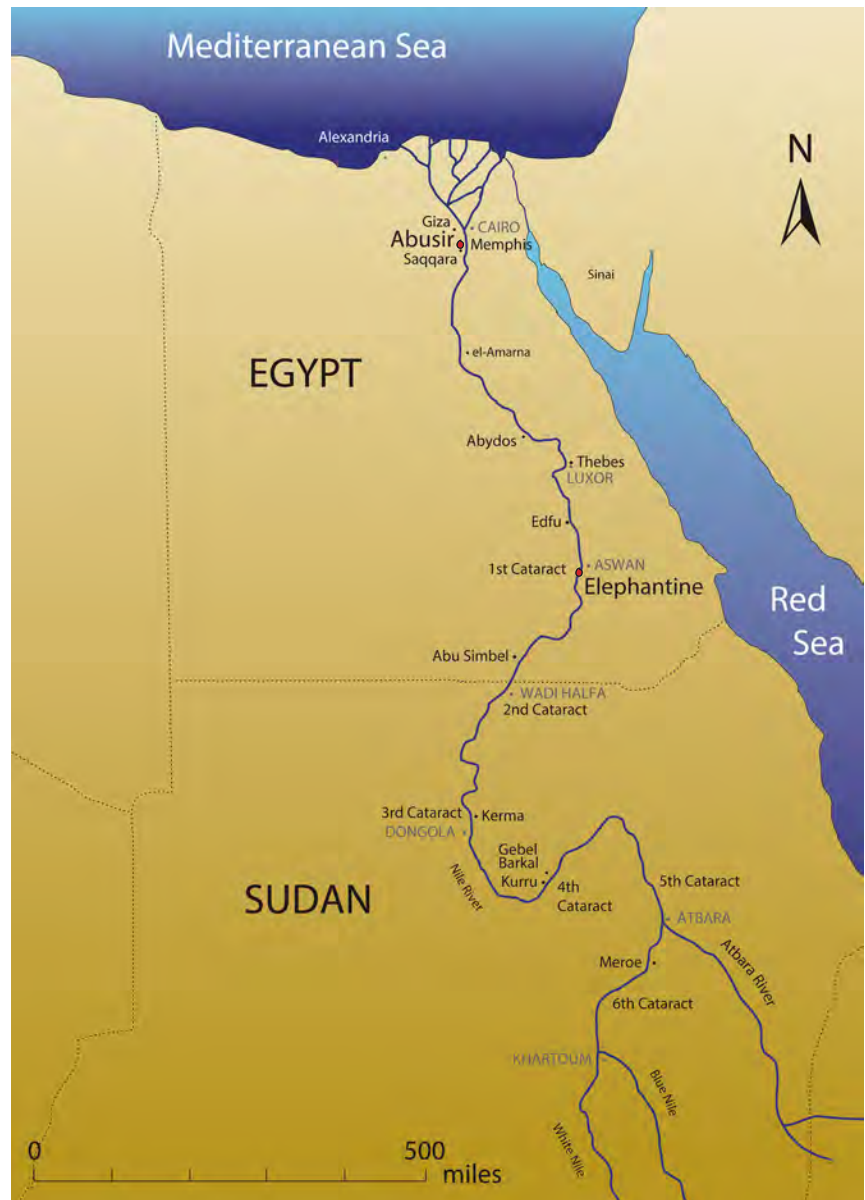 Mediterranean Sea
Alexandria
N
Giza
CAIRO
Abusir
Memphis
Saqqara
Sinai
el-Amarna
EGYPT
Abydos
Thebes
LUXOR
Edfu
1st Cataract
ASWAN
Elephantine
Red
Sea
Abu Simbel
WADI HALFA
2nd Cataract
3rd Cataract
Kerma
DONGOLA
Gebel
Barkal
Kurru
4th
Cataract
Nile River
5th Cataract
SUDAN
ATBARA
Meroe
Atbara River
6th Cataract
KHARTOUM
Blue Nile
White Nile
0
500
miles